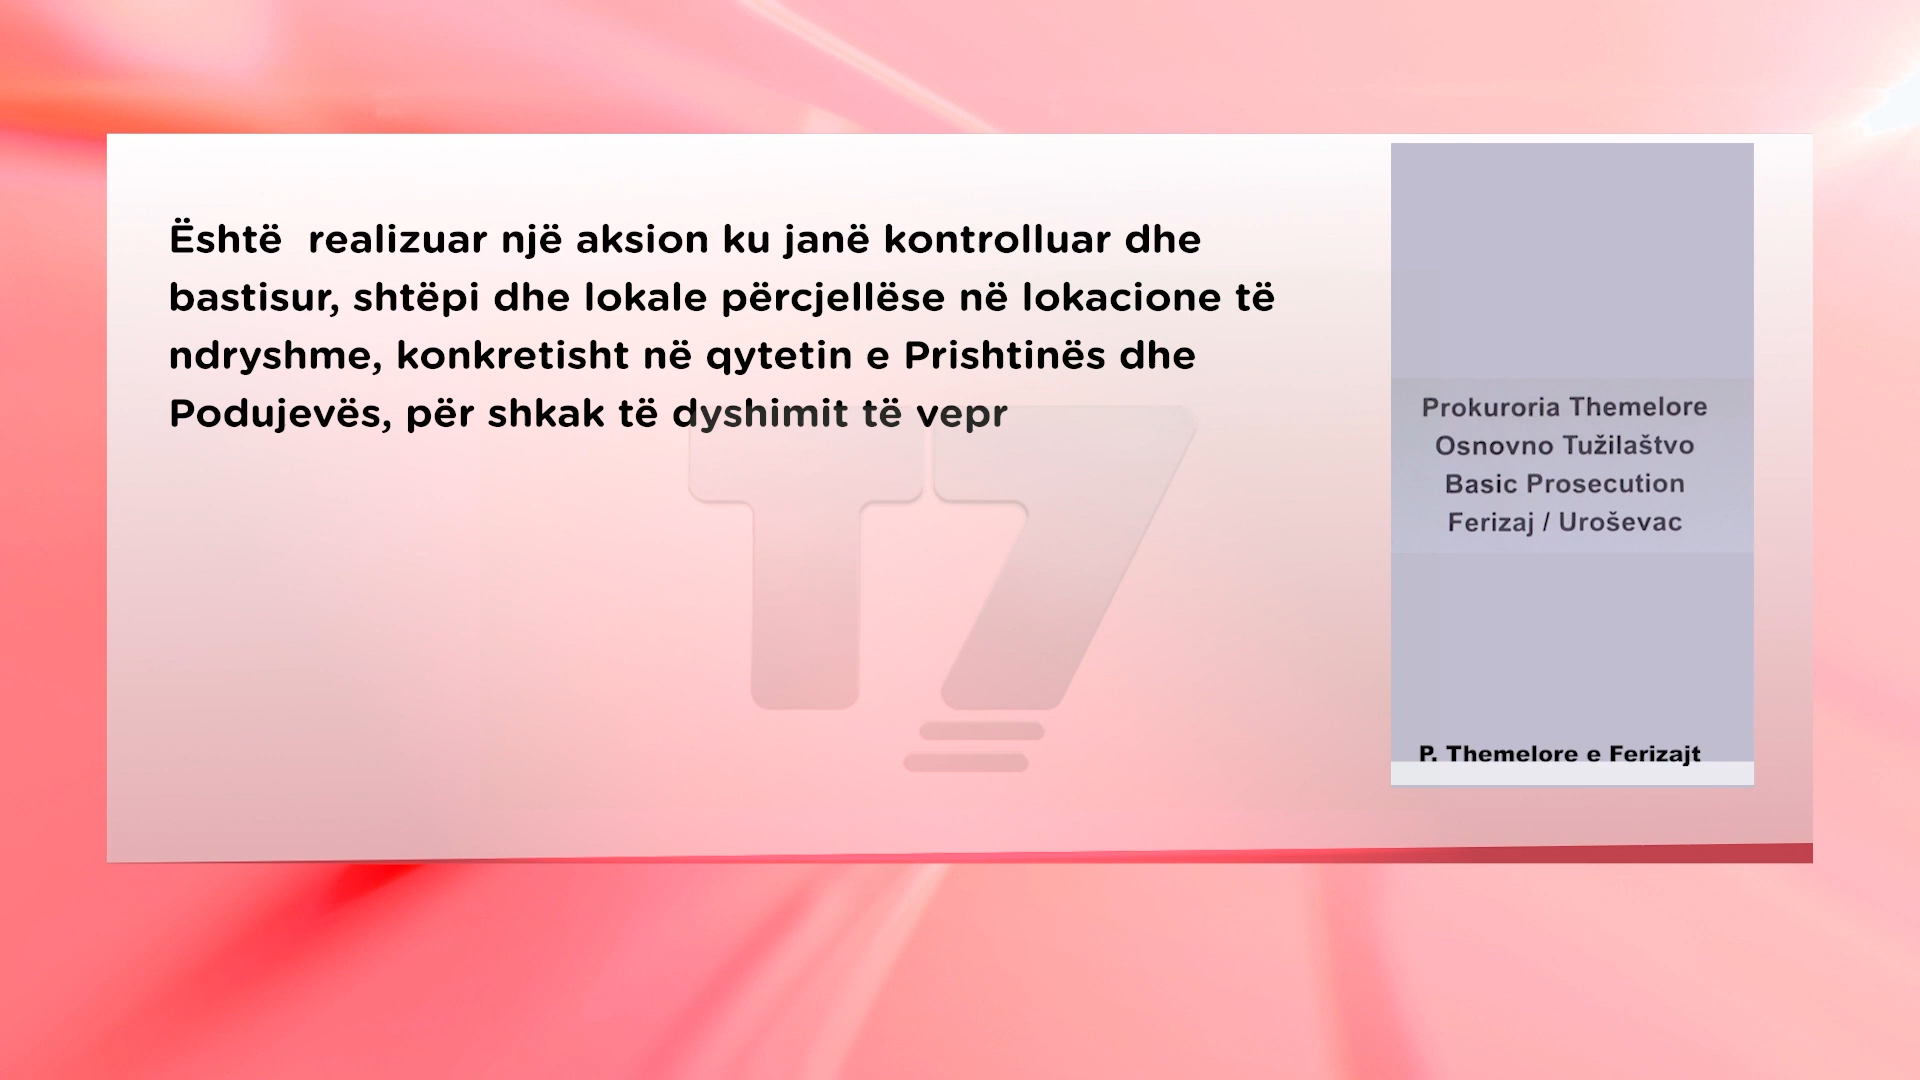 Është  realizuar një aksion ku janë kontrolluar dhe
bastisur, shtëpi dhe lokale përcjellëse në lokacione të
ndryshme, konkretisht në qytetin e Prishtinës dhe
Podujevës, për shkak të dyshimit të vepr
T7
Prokuroria Themelore
Osnovno Tužilaštvo
Basic Prosecution
Ferizaj / Uroševac
P. Themelore e Ferizajt